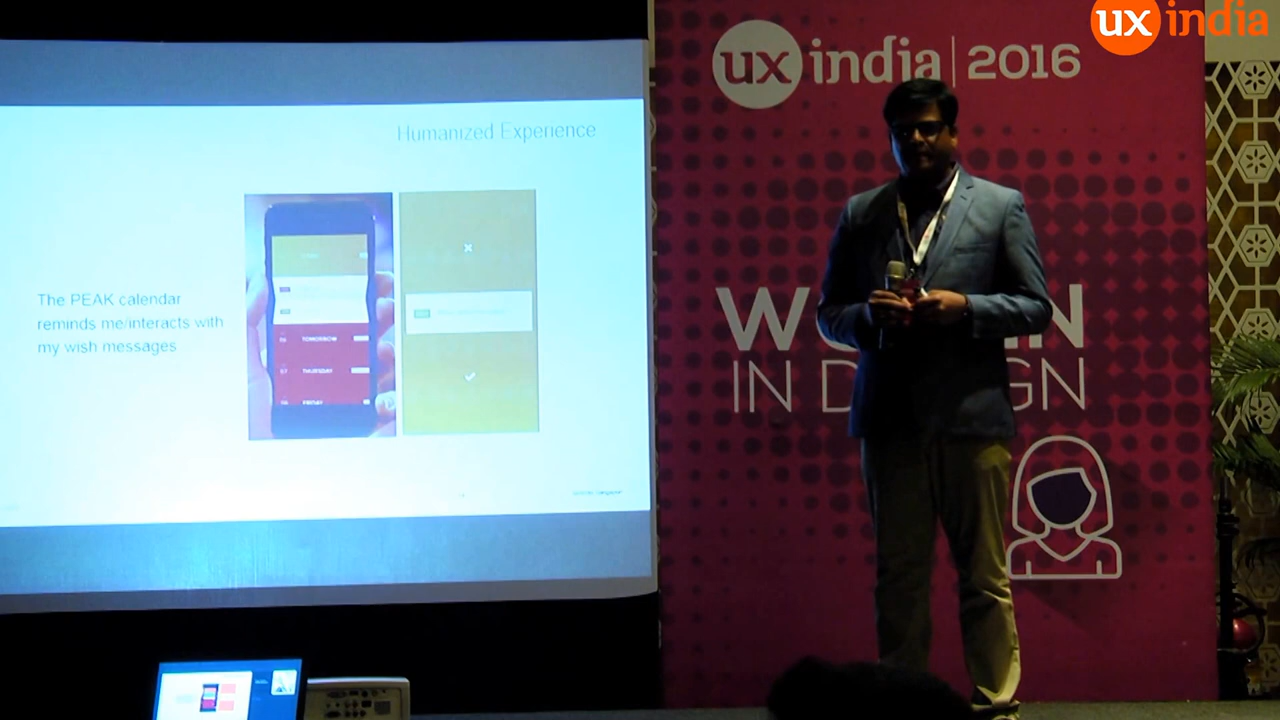 Humanized Experience
The PEAK calendar
reminds me/interacts with
my wish messages
TOMORROW
THURSDAY
FRIDAY
ux india | 2016
W
N
IN D
GN
ux india